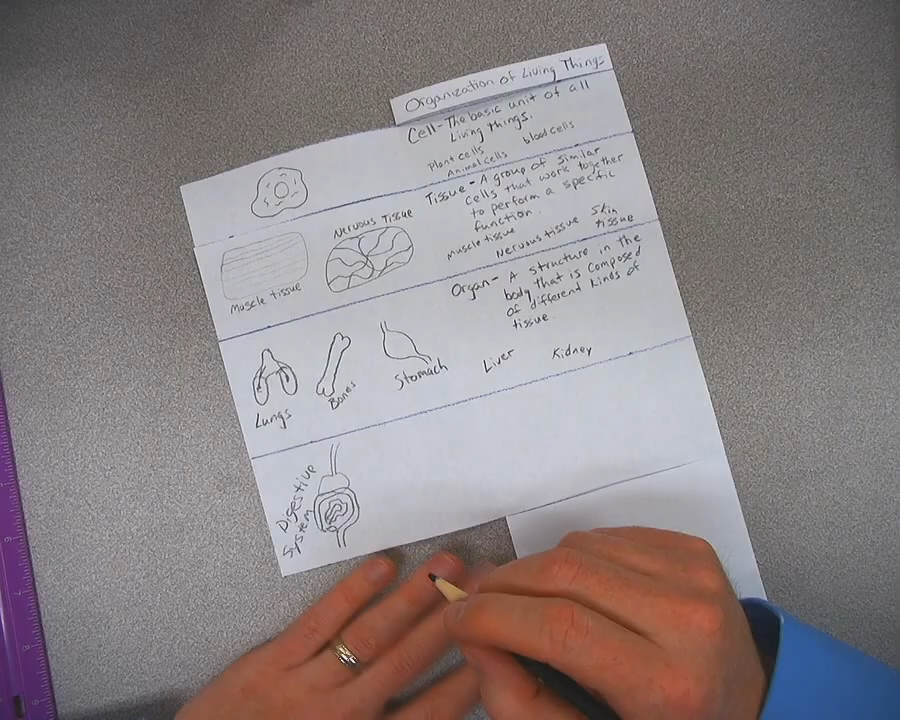 Organization of Living Things
Cell - The basic unit of all
Living things.
Plant cells
Animal cells
blood cells
Nervous Tissue
Muscle tissue
Tissue - A group of similar
cells that work together
to perform a specific
function.
muscle tissue
Nervous tissue
Skin
tissue
Organ - A structure in the
body that is composed
of different kinds of
tissue.
Lungs
Bones
Stomach
Liver
Kidney
Digestive
System